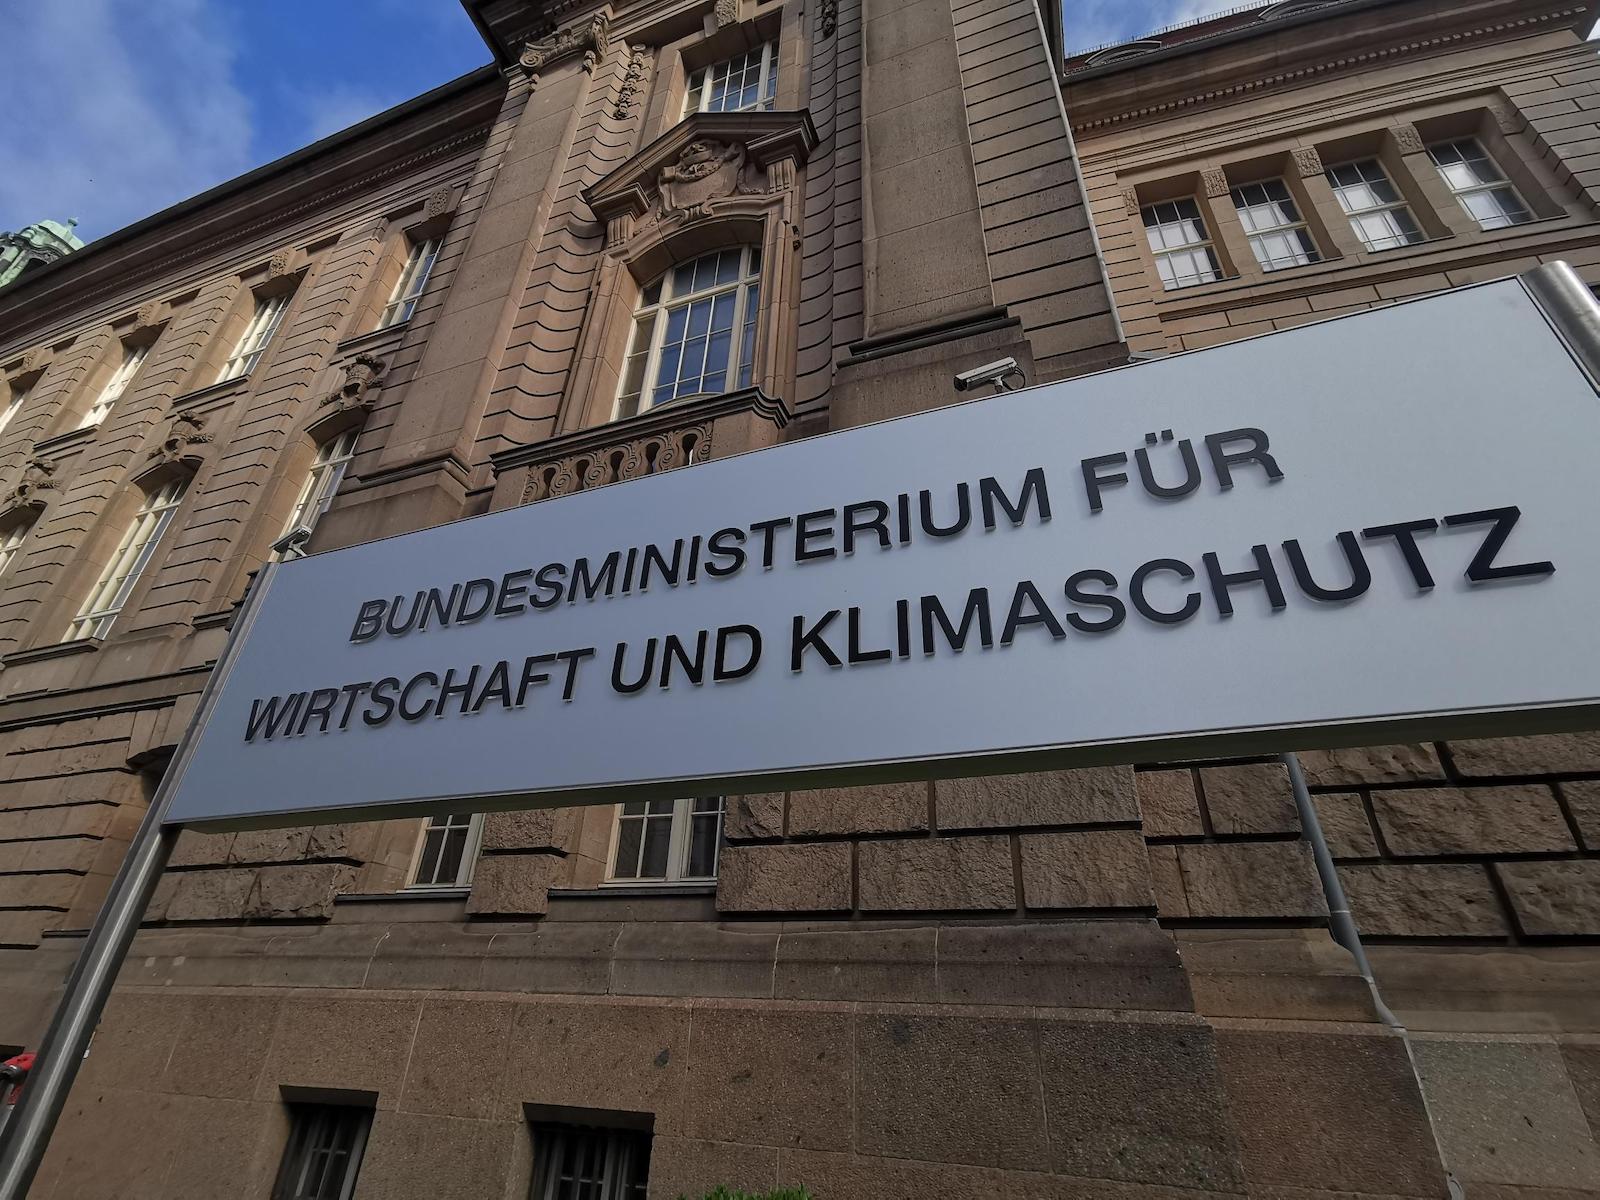 BUNDESMINISTERIUM FÜR
WIRTSCHAFT UND KLIMASCHUTZ